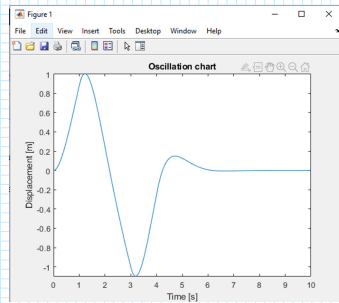 Figure 1
File Edit View Insert Tools Desktop Window Help
Oscillation chart
1
0.8
0.6
0.4
0.2
0
-0.2
-0.4
-0.6
-0.8
-1
Displacement [m]
0 1 2 3 4 5 6 7 8 9 10
Time [s]